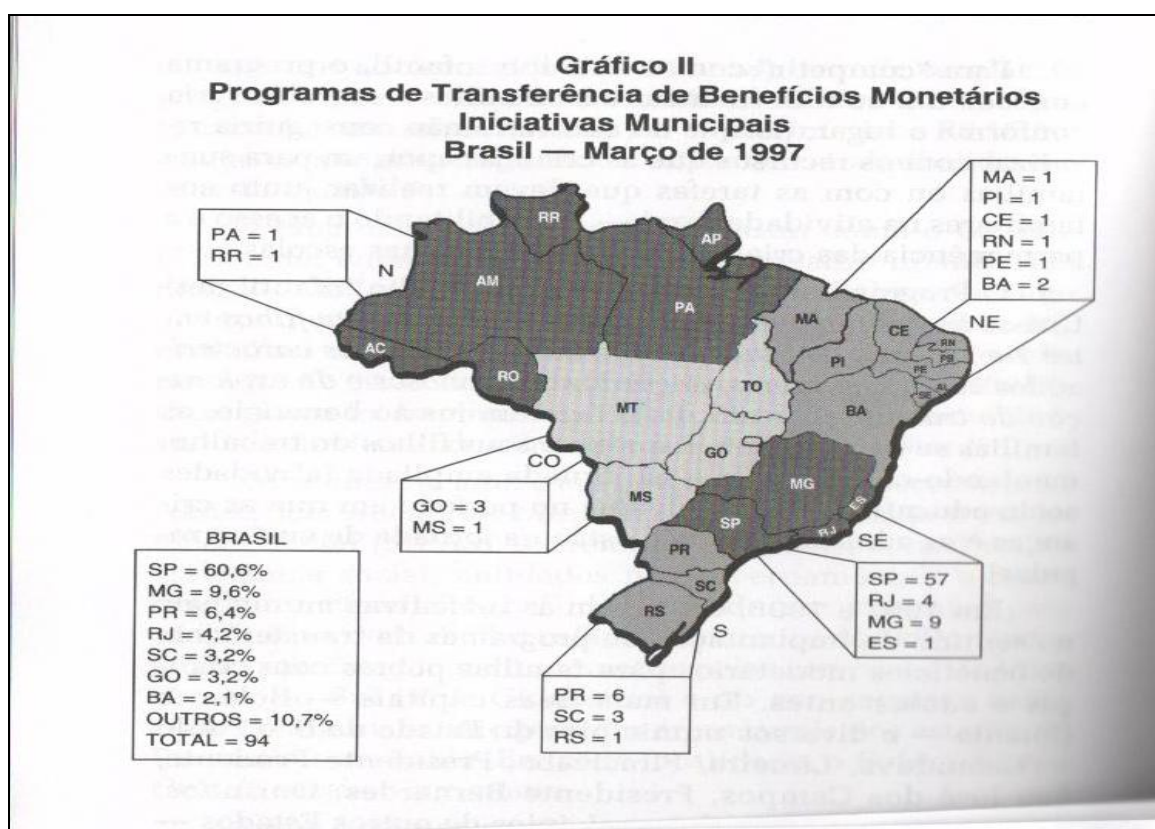 Gráfico II
Programas de Transferência de Benefícios Monetários
Iniciativas Municipais
Brasil — Março de 1997
MA = 1
PI = 1
CE = 1
RN = 1
PE = 1
BA = 2
PA = 1
RR = 1
N
NE
RR
AP
AM
PA
MA
CE
RN
PB
PI
PE
AL
SE
AC
RO
TO
MT
BA
GO
CO
MG
MS
ES
SP
RJ
SE
PR
SC
RS
S
GO = 3
MS = 1
BRASIL
SP = 60,6%
MG = 9,6%
PR = 6,4%
RJ = 4,2%
SC = 3,2%
GO = 3,2%
BA = 2,1%
OUTROS = 10,7%
TOTAL = 94
SP = 57
RJ = 4
MG = 9
ES = 1
PR = 6
SC = 3
RS = 1